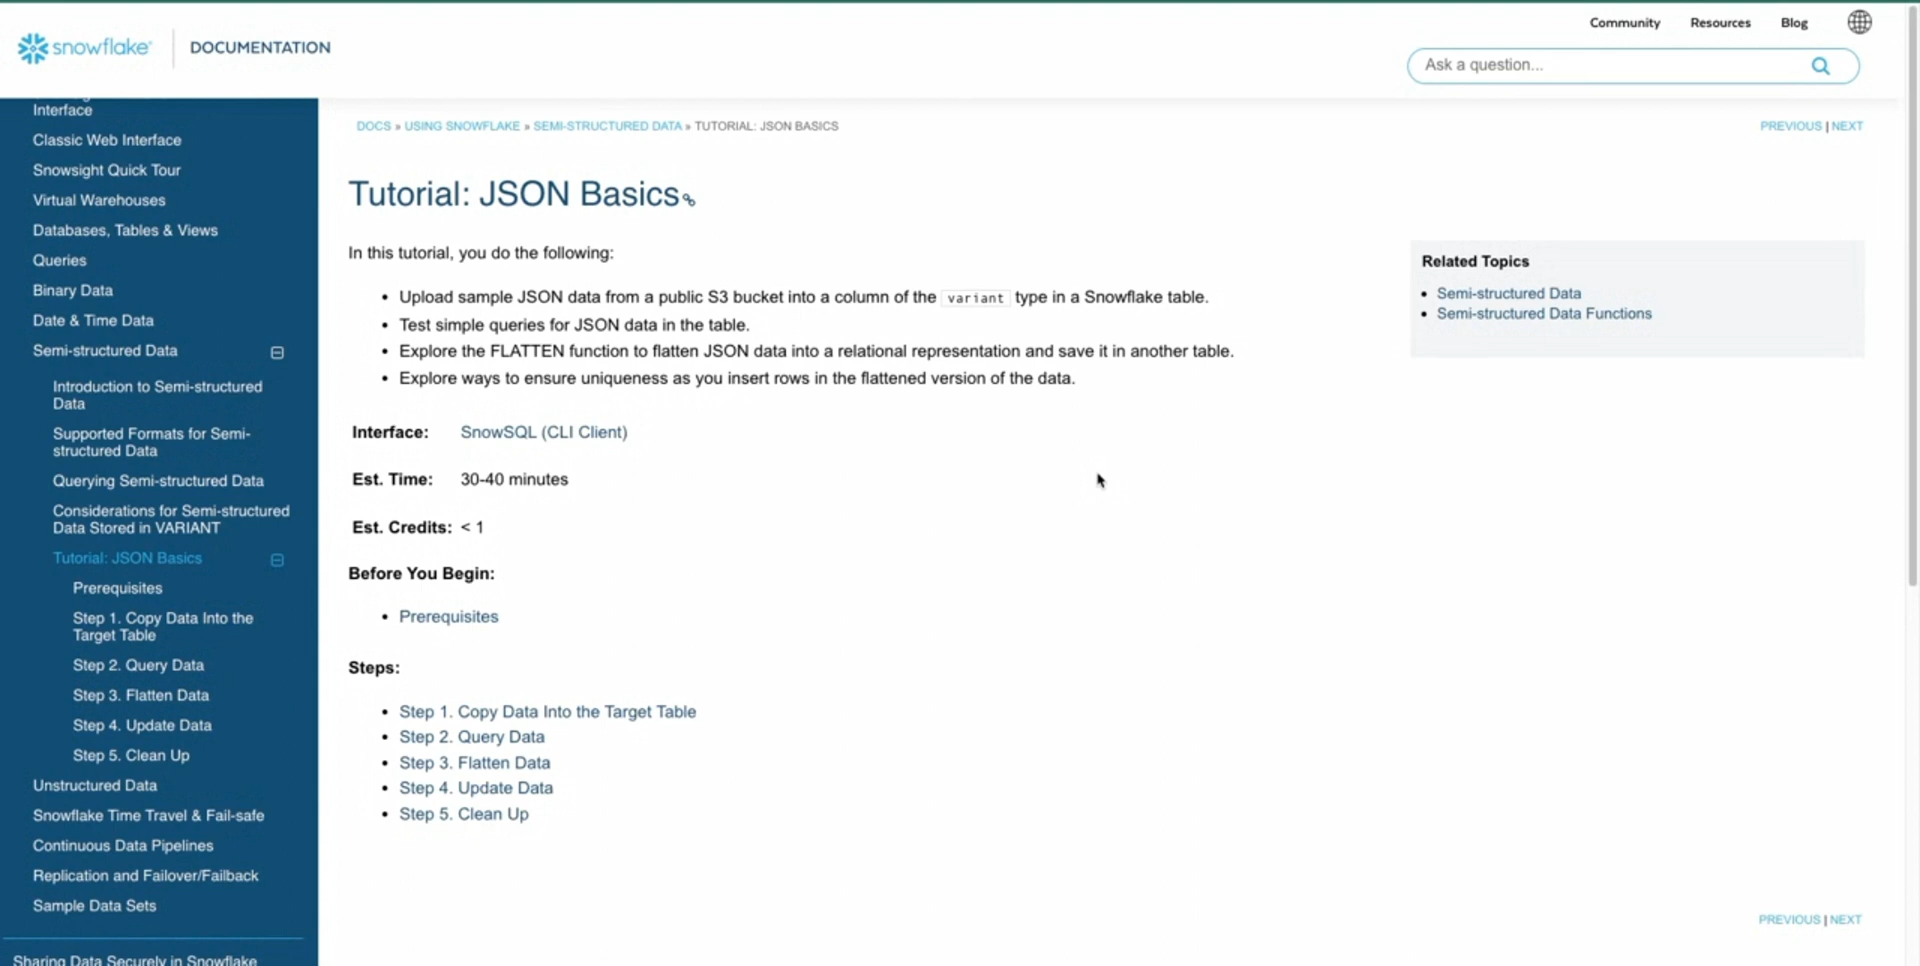 Community Resources Blog
snowflake® DOCUMENTATION
Ask a question...
Interface
Classic Web Interface
Snowsight Quick Tour
Virtual Warehouses
Databases, Tables & Views
Queries
Binary Data
Date & Time Data
Semi-structured Data
Introduction to Semi-structured
Data
Supported Formats for Semi-
structured Data
Querying Semi-structured Data
Considerations for Semi-structured
Data Stored in VARIANT
Tutorial: JSON Basics
Prerequisites
Step 1. Copy Data Into the
Target Table
Step 2. Query Data
Step 3. Flatten Data
Step 4. Update Data
Step 5. Clean Up
Unstructured Data
Snowflake Time Travel & Fail-safe
Continuous Data Pipelines
Replication and Failover/Failback
Sample Data Sets
Sharing Data Securely in Snowflake
DOCS » USING SNOWFLAKE » SEMI-STRUCTURED DATA » TUTORIAL: JSON BASICS
PREVIOUS | NEXT
Tutorial: JSON Basics
In this tutorial, you do the following:
• Upload sample JSON data from a public S3 bucket into a column of the variant type in a Snowflake table.
• Test simple queries for JSON data in the table.
• Explore the FLATTEN function to flatten JSON data into a relational representation and save it in another table.
• Explore ways to ensure uniqueness as you insert rows in the flattened version of the data.
Interface: SnowSQL (CLI Client)
Est. Time: 30-40 minutes
Est. Credits: < 1
Before You Begin:
• Prerequisites
Steps:
• Step 1. Copy Data Into the Target Table
• Step 2. Query Data
• Step 3. Flatten Data
• Step 4. Update Data
• Step 5. Clean Up
Related Topics
• Semi-structured Data
• Semi-structured Data Functions
PREVIOUS | NEXT